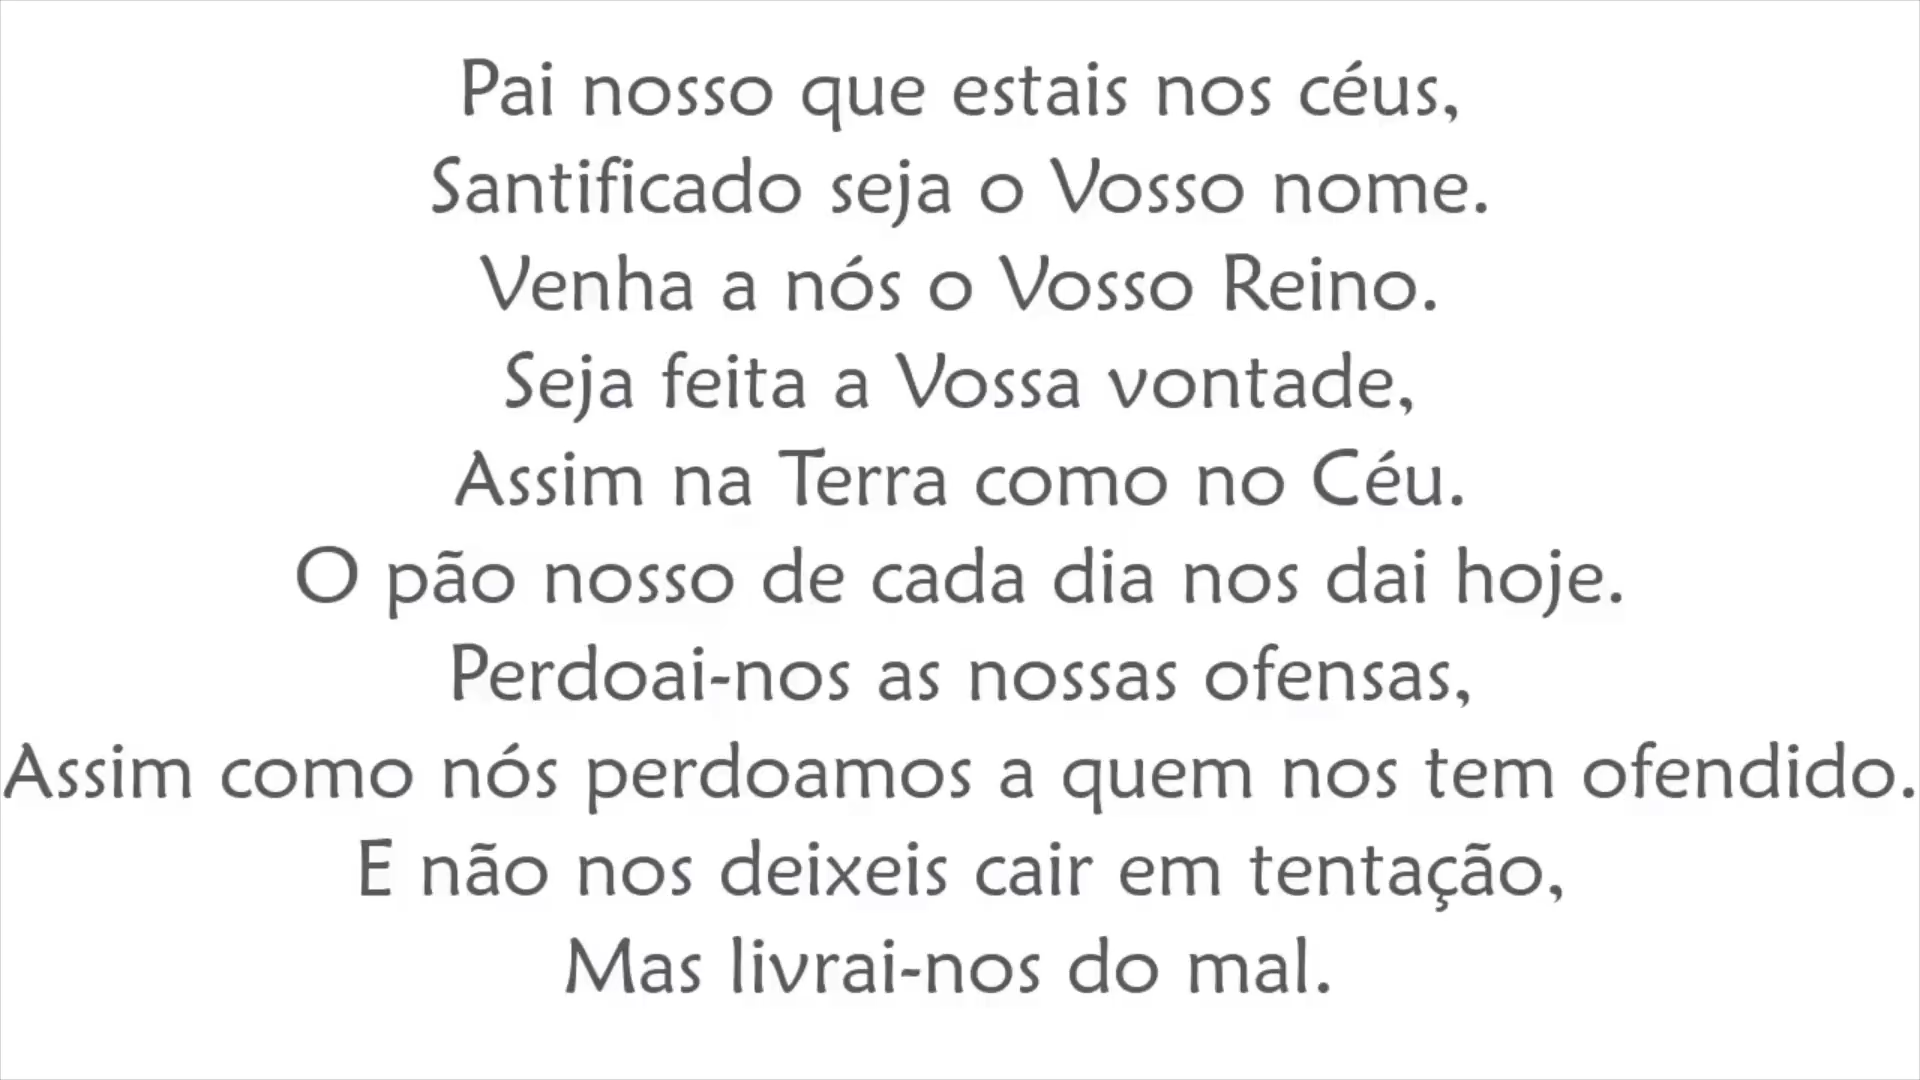 Pai nosso que estais nos céus,
Santificado seja o Vosso nome.
Venha a nós o Vosso Reino.
Seja feita a Vossa vontade,
Assim na Terra como no Céu.
O pão nosso de cada dia nos dai hoje.
Perdoai-nos as nossas ofensas,
Assim como nós perdoamos a quem nos tem ofendido.
E não nos deixeis cair em tentação,
Mas livrai-nos do mal.